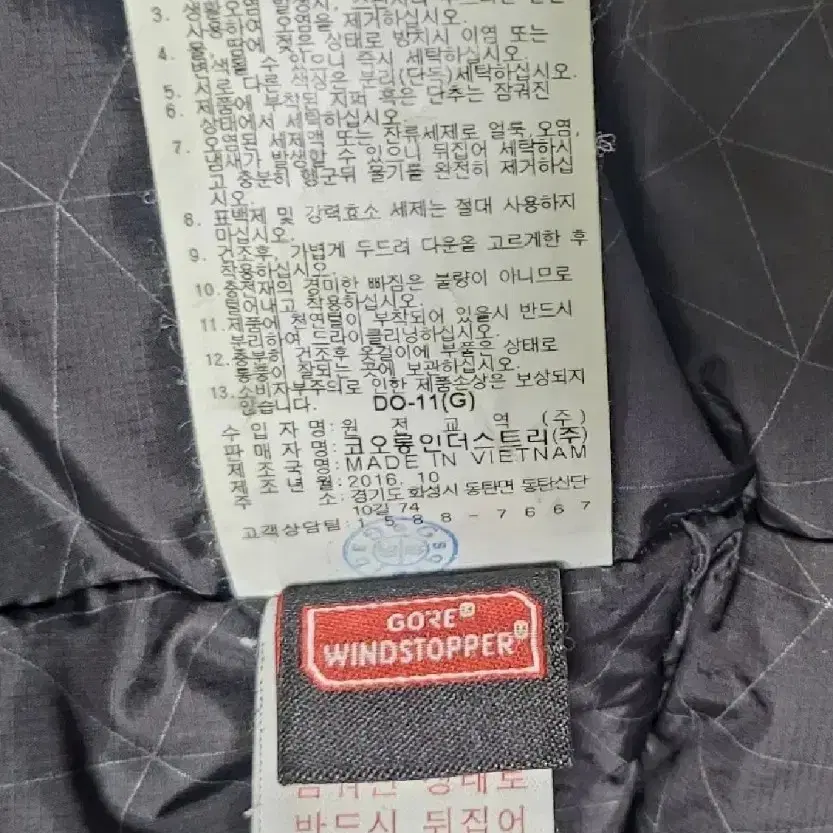 3. 생활오염 발생시,
사용하여 오염을 제거하십시오.
4. 물, 땀에 젖은 상태로 방치시 이염 또는
수 있으니 즉시 세탁하십시오.
5. 서로 다른 색상은 분리(단독)세탁하십시오.
6. 제품에 부착된 지퍼 혹은 단추는 잠궈진
상태에서 세탁하십시오.
7. 오염된 세제액 또는 잔류세제로 얼룩,오염,
냄새가 발생할 수 있으니 뒤집어 세탁하시
고 충분히 헹군뒤 물기를 완전히 제거하십
시오.
8. 표백제 및 강력효소 세제는 절대 사용하지
마십시오.
9. 건조후, 가볍게 두드려 다운을 고르게한 후
착용하십시오.
10. 충전재의 경미한 빠짐은 불량이 아니므로
털어내고 착용하십시오.
11. 제품에 천연털이 부착되어 있을시 반드시
분리하여 드라이클리닝하십시오.
12. 충분히 건조후 옷걸이에 부풀은 상태로
통풍이 잘되는 곳에 보관하십시오.
13. 소비자부주의로 인한 제품손상은 보상되지
않습니다. DO-11(G)
수 입 자 명: 원 전 교 역 (주)
판 매 자 명: 코오롱인더스트리(주)
제 조 국 명: MADE IN VIETNAM
제 조 년 월: 2016. 10
주 소: 경기도 화성시 동탄면 동탄산단
10길 74
고객상담팀: 1 5 8 8 - 7 6 6 7
GORE
WINDSTOPPER
잠궈진 상태로
반드시 뒤집어